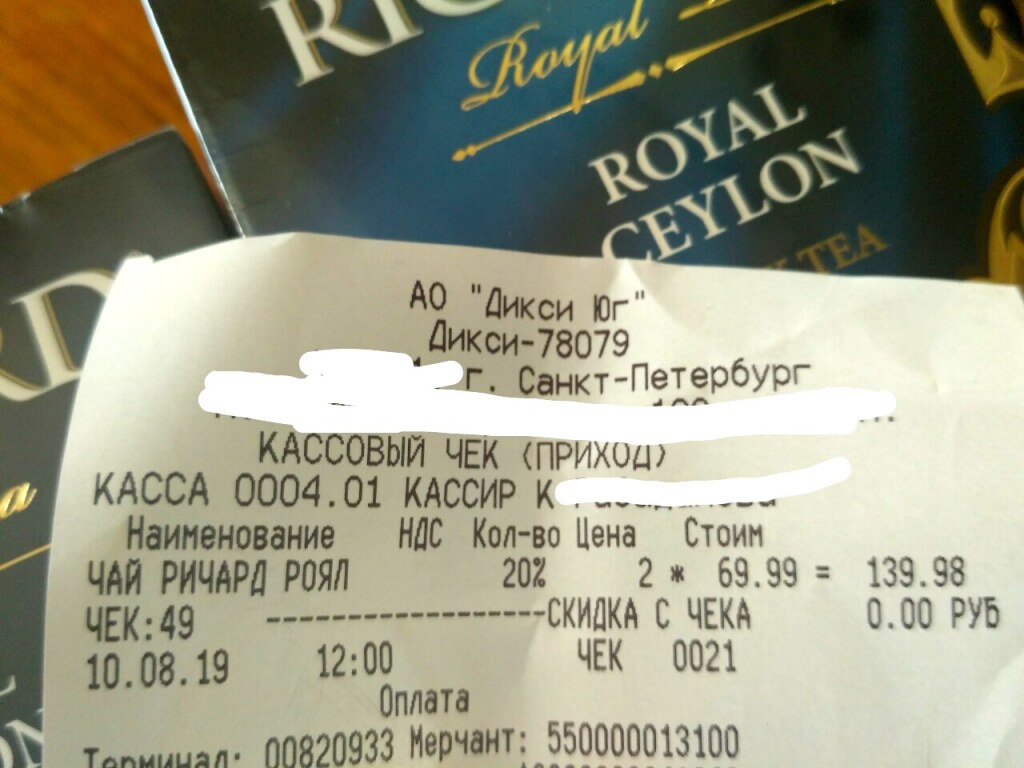 Royal
ROYAL
CEYLON
TEA
АО "Дикси Юг"
Дикси-78079
г. Санкт-Петербург
КАССОВЫЙ ЧЕК (ПРИХОД)
КАССА 0004.01 КАССИР К
Наименование НДС Кол-во Цена Стоим
ЧАЙ РИЧАРД РОЯЛ 20% 2 * 69.99 = 139.98
ЧЕК:49 -----------------СКИДКА С ЧЕКА 0.00 РУБ
10.08.19 12:00 ЧЕК 0021
Оплата
Терминал: 00820933 Мерчант: 550000013100